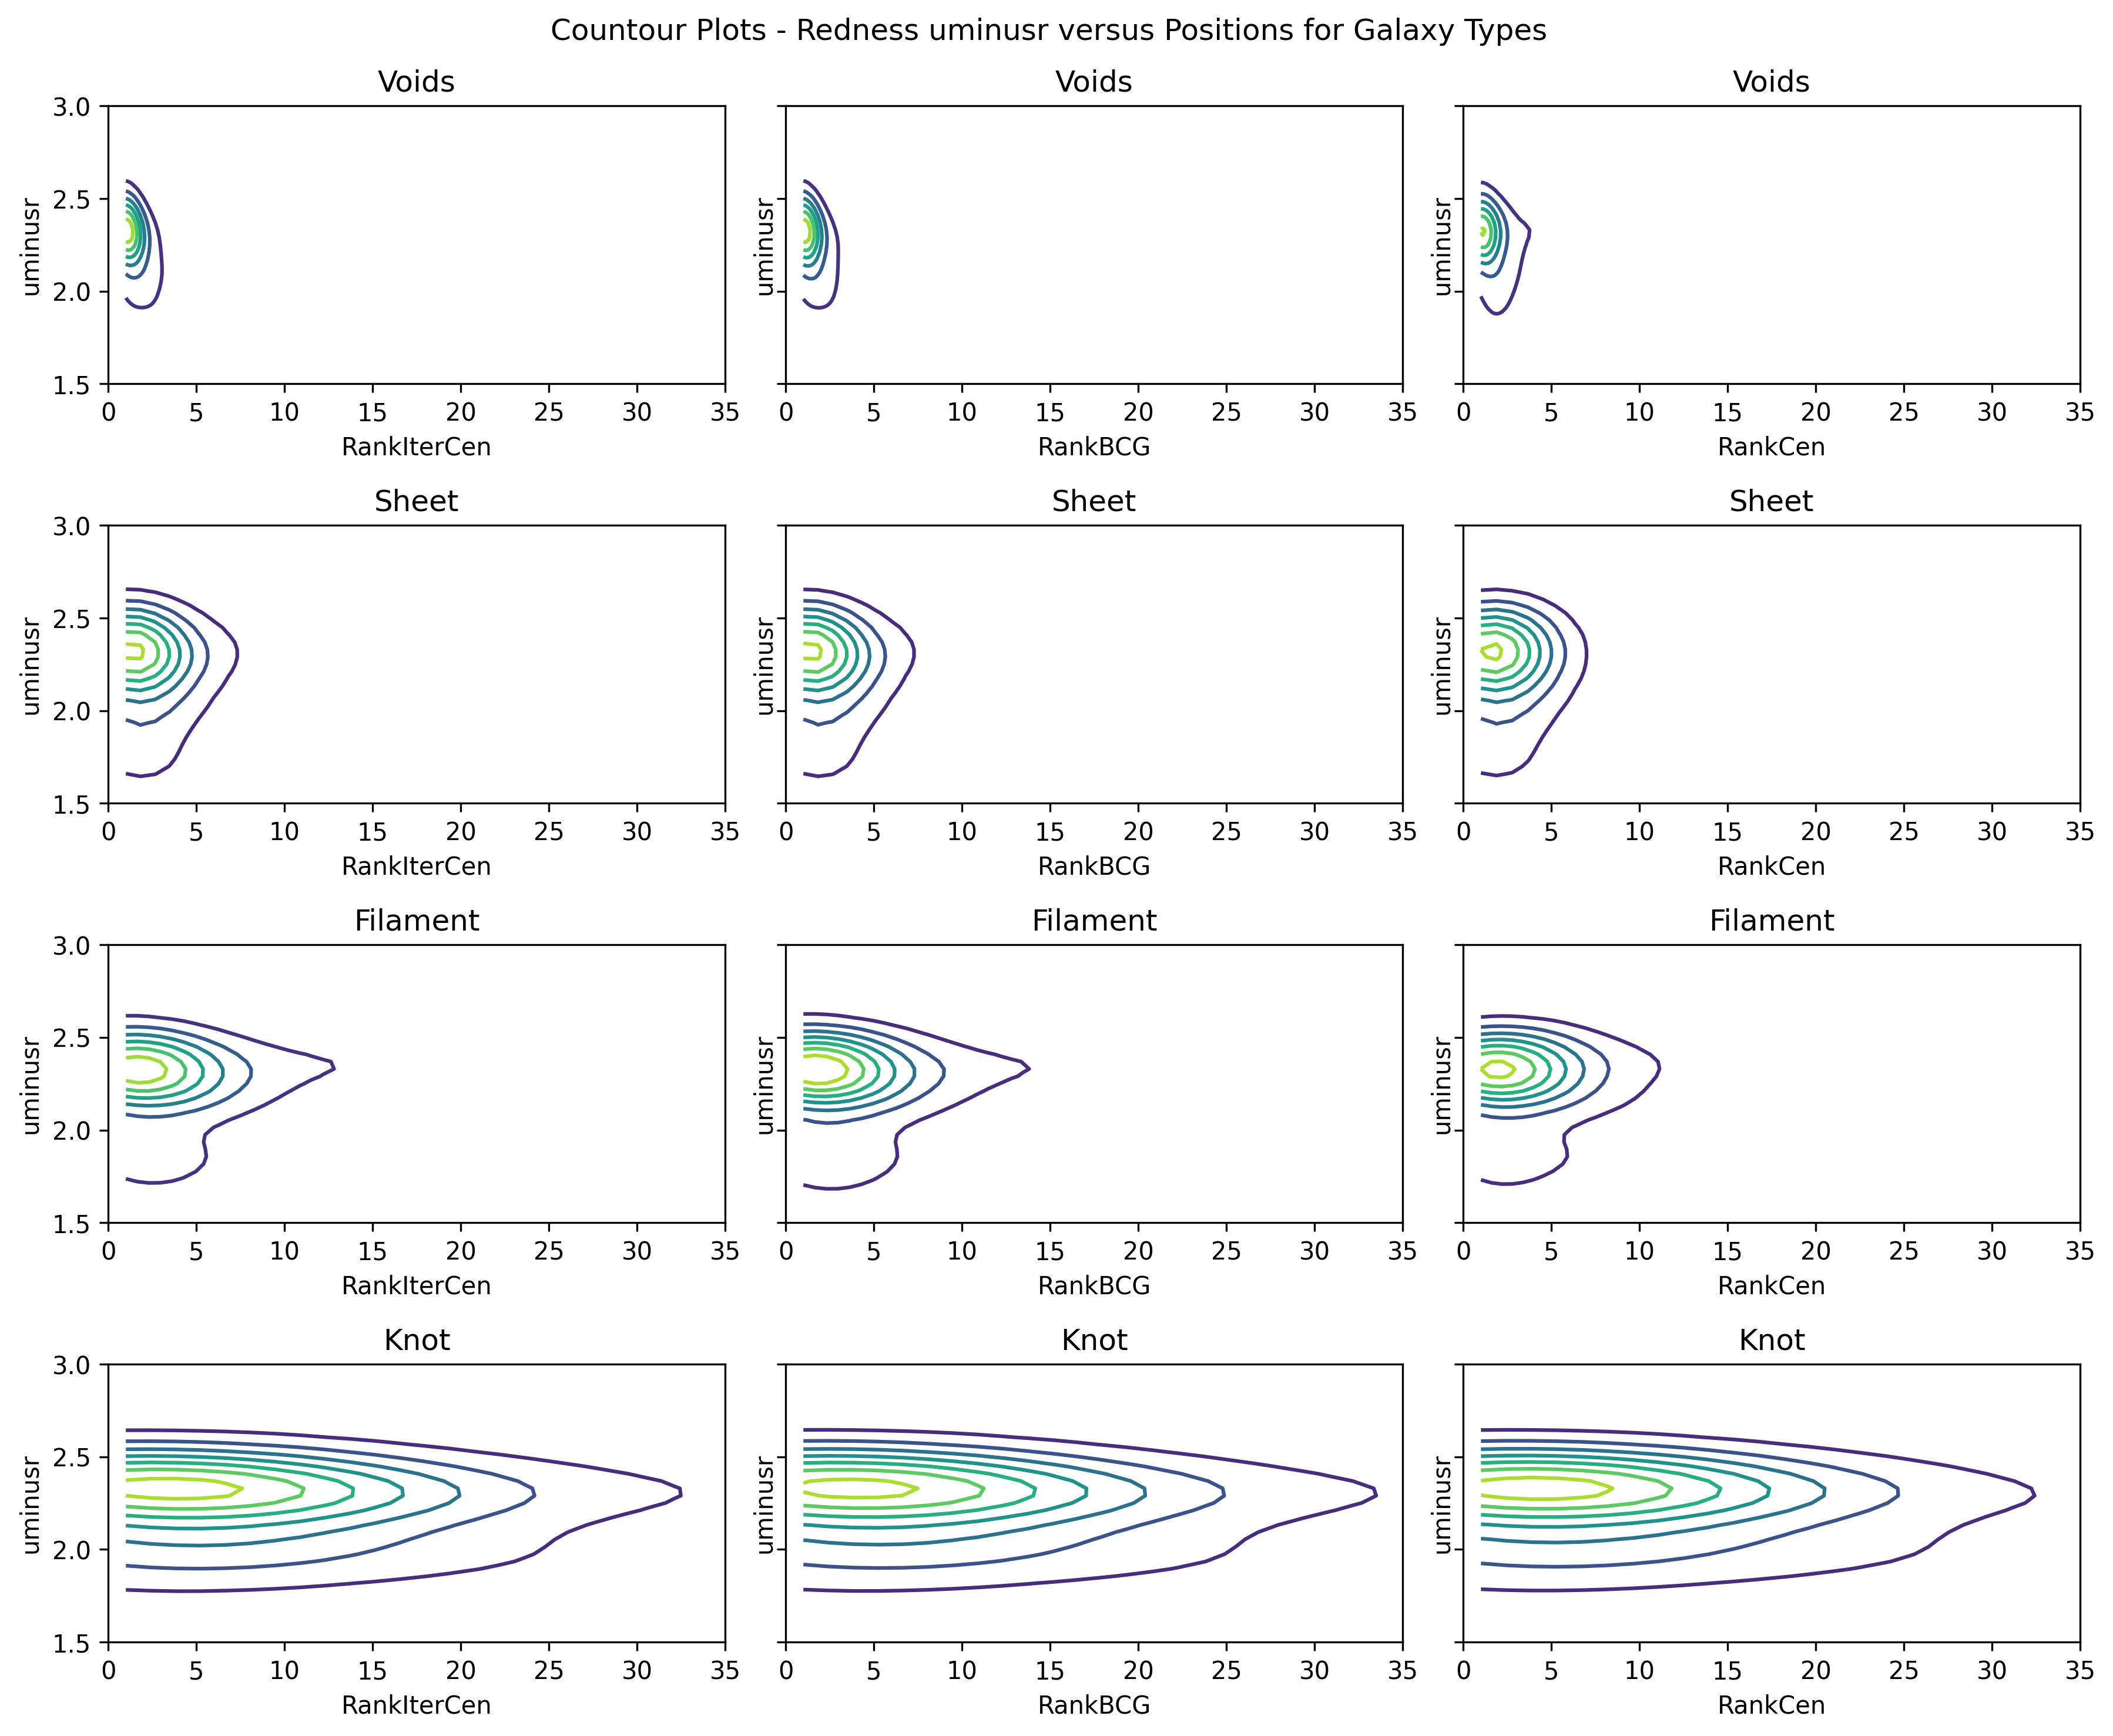 Countour Plots - Redness uminusr versus Positions for Galaxy Types
Voids Voids Voids
3.0
2.5
2.0
1.5
uminusr uminusr uminusr
0 5 10 15 20 25 30 35 0 5 10 15 20 25 30 35 0 5 10 15 20 25 30 35
RankIterCen RankBCG RankCen
Sheet Sheet Sheet
3.0
2.5
2.0
1.5
uminusr uminusr uminusr
0 5 10 15 20 25 30 35 0 5 10 15 20 25 30 35 0 5 10 15 20 25 30 35
RankIterCen RankBCG RankCen
Filament Filament Filament
3.0
2.5
2.0
1.5
uminusr uminusr uminusr
0 5 10 15 20 25 30 35 0 5 10 15 20 25 30 35 0 5 10 15 20 25 30 35
RankIterCen RankBCG RankCen
Knot Knot Knot
3.0
2.5
2.0
1.5
uminusr uminusr uminusr
0 5 10 15 20 25 30 35 0 5 10 15 20 25 30 35 0 5 10 15 20 25 30 35
RankIterCen RankBCG RankCen